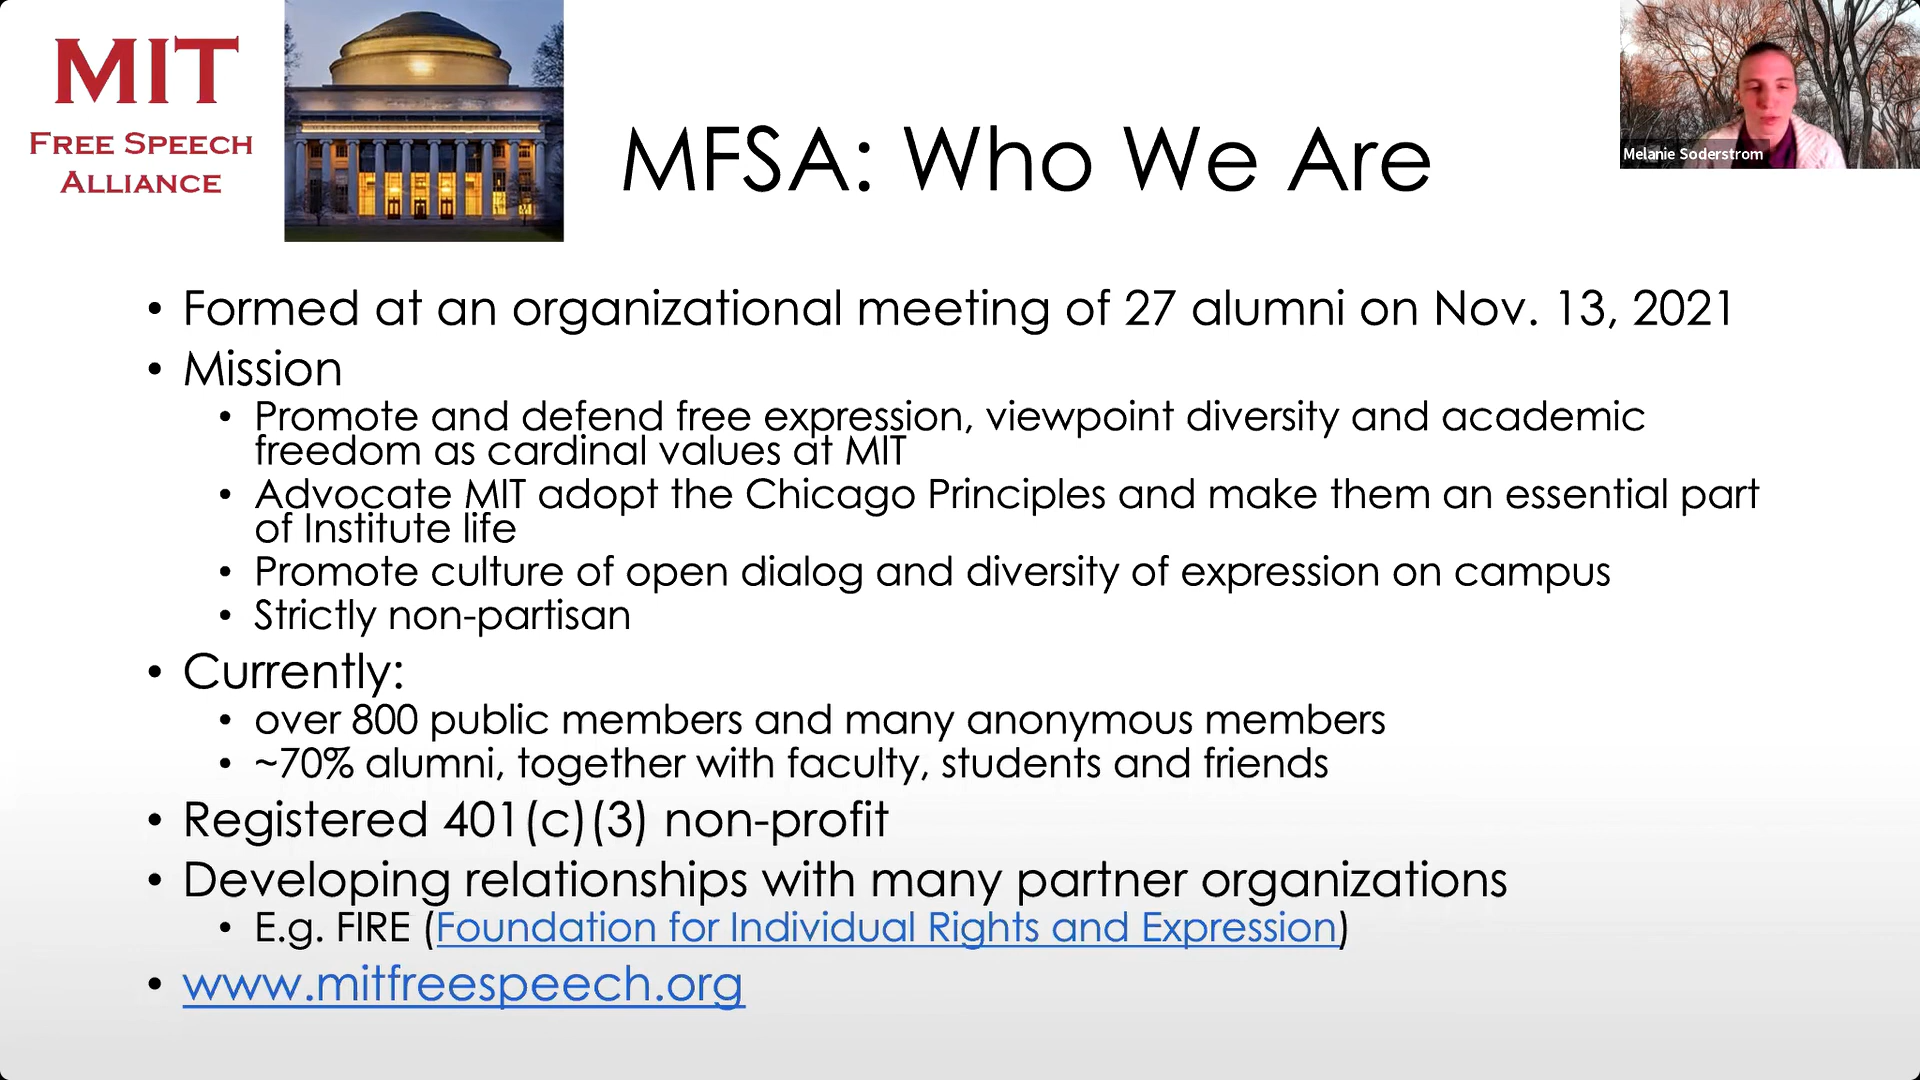 MIT
FREE SPEECH
ALLIANCE
MFSA: Who We Are
Melanie Soderstrom
• Formed at an organizational meeting of 27 alumni on Nov. 13, 2021
• Mission
• Promote and defend free expression, viewpoint diversity and academic
freedom as cardinal values at MIT
• Advocate MIT adopt the Chicago Principles and make them an essential part
of Institute life
• Promote culture of open dialog and diversity of expression on campus
• Strictly non-partisan
• Currently:
• over 800 public members and many anonymous members
• ~70% alumni, together with faculty, students and friends
• Registered 401(c)(3) non-profit
• Developing relationships with many partner organizations
• E.g. FIRE (Foundation for Individual Rights and Expression)
• www.mitfreespeech.org